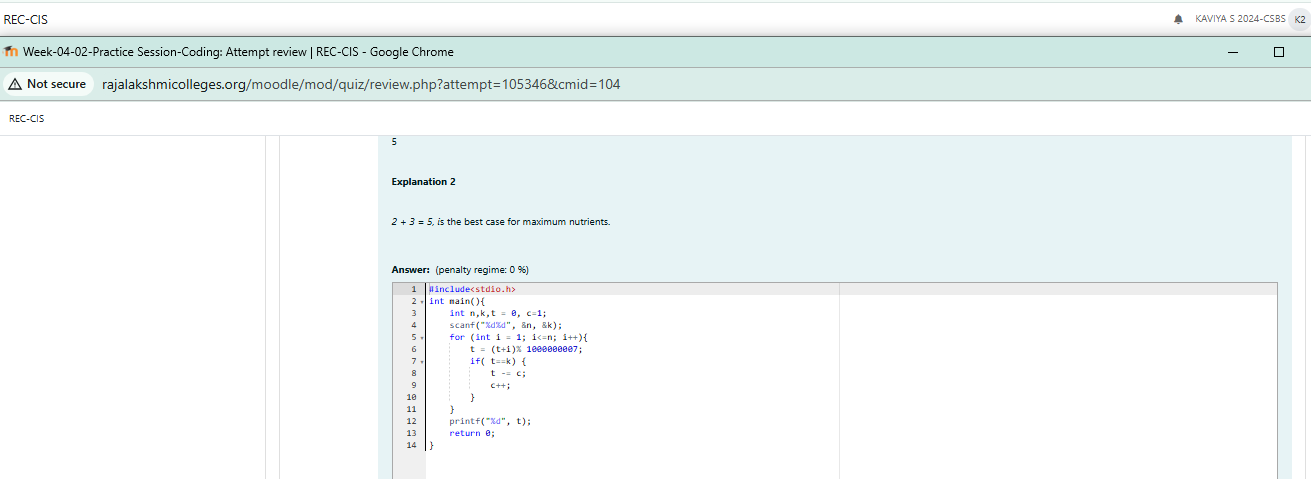 REC-CIS
KAVIYA S 2024-CSBS K2
Week-04-02-Practice Session-Coding: Attempt review | REC-CIS - Google Chrome
Not secure rajalakshmicolleges.org/moodle/mod/quiz/review.php?attempt=105346&cmid=104
REC-CIS
5
Explanation 2
2 + 3 = 5, is the best case for maximum nutrients.
Answer: (penalty regime: 0 %)
1 #include<stdio.h>
2 int main(){
3 int n,k,t = 0, c=1;
4 scanf("%d%d", &n, &k);
5 for (int i = 1; i<=n; i++){
6 t = (t+i)% 1000000007;
7 if( t==k) {
8 t -= c;
9 c++;
10 }
11 }
12 printf("%d", t);
13 return 0;
14 }